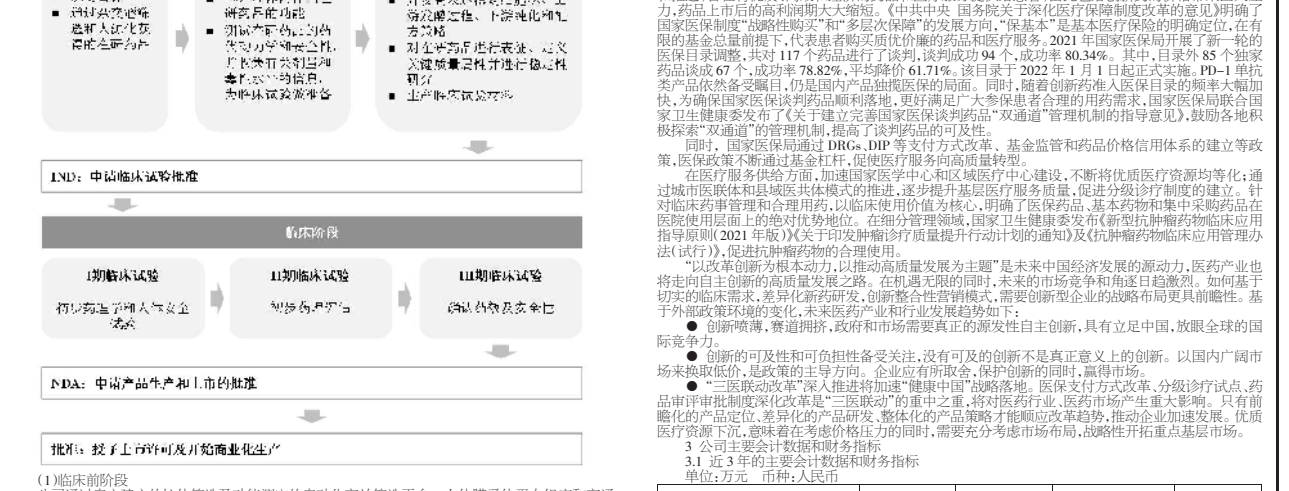 研究品的功能
方策略
生产临床试验材料
IND：申请临床试验批准
临床阶段
I期临床试验
II期临床试验
III期临床试验
初步药理学和人体安全
试验
初步药理评估
确认药物及安全性
NDA：申请产品生产和上市的批准
批准：授予上市许可及开始商业化生产
(1)临床前阶段
力,药品上市后的高利润期大大缩短。《中共中央 国务院关于深化医疗保障制度改革的意见》明确了
国家医保制度“战略性购买”和“多层次保障”的发展方向,“保基本”是基本医疗保险的明确定位,在有
限的基金总量前提下,代表患者购买质优价廉的药品和医疗服务。2021 年国家医保局开展了新一轮的
医保目录调整,共对 117 个药品进行了谈判,谈判成功 94 个,成功率 80.34%。其中,目录外 85 个独家
药品谈成 67 个,成功率 78.82%,平均降价 61.71%。该目录于 2022 年 1 月 1 日起正式实施。PD-1 单抗
类产品依然备受瞩目,仍是国内产品独揽医保的局面。同时,随着创新药准入医保目录的频率大幅加
快,为确保国家医保谈判药品顺利落地,更好满足广大参保患者合理的用药需求,国家医保局联合国
家卫生健康委发布了《关于建立完善国家医保谈判药品“双通道”管理机制的指导意见》,鼓励各地积
极探索“双通道”的管理机制,提高了谈判药品的可及性。
同时，国家医保局通过 DRGs、DIP 等支付方式改革、基金监管和药品价格信用体系的建立等政
策,医保政策不断通过基金杠杆,促使医疗服务向高质量转型。
在医疗服务供给方面,加速国家医学中心和区域医疗中心建设,不断将优质医疗资源均等化;通
过城市医联体和县域医共体模式的推进,逐步提升基层医疗服务质量,促进分级诊疗制度的建立。针
对临床药事管理和合理用药,以临床使用价值为核心,明确了医保药品、基本药物和集中采购药品在
医院使用层面上的绝对优势地位。在细分管理领域,国家卫生健康委发布《新型抗肿瘤药物临床应用
指导原则(2021 年版)》《关于印发肿瘤诊疗质量提升行动计划的通知》及《抗肿瘤药物临床应用管理办
法(试行)》,促进抗肿瘤药物的合理使用。
“以改革创新为根本动力,以推动高质量发展为主题”是未来中国经济发展的源动力,医药产业也
将走向自主创新的高质量发展之路。在机遇无限的同时,未来的市场竞争和角逐日趋激烈。如何基于
切实的临床需求,差异化新药研发,创新整合性营销模式,需要创新型企业的战略布局更具前瞻性。基
于外部政策环境的变化,未来医药产业和行业发展趋势如下:
● 创新喷薄,赛道拥挤,政府和市场需要真正的源发性自主创新,具有立足中国,放眼全球的国
际竞争力。
● 创新的可及性和可负担性备受关注,没有可及的创新不是真正意义上的创新。以国内广阔市
场来换取低价,是政策的主导方向。企业应有所取舍,保护创新的同时,赢得市场。
● “三医联动改革”深入推进将加速“健康中国”战略落地。医保支付方式改革、分级诊疗试点、药
品审评审批制度深化改革是“三医联动”的重中之重,将对医药行业、医药市场产生重大影响。只有前
瞻化的产品定位、差异化的产品研发、整体化的产品策略才能顺应改革趋势,推动企业加速发展。优质
医疗资源下沉,意味着在考虑价格压力的同时,需要充分考虑市场布局,战略性开拓重点基层市场。
3 公司主要会计数据和财务指标
3.1 近 3 年的主要会计数据和财务指标
单位:万元 币种:人民币